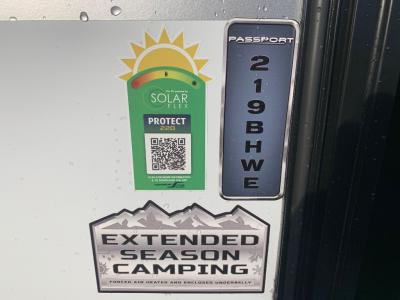 PASSPORT
219BHWE
SOLAR
FLEX
PROTECT
220
EXTENDED
SEASON
CAMPING
FORCED AIR HEATED AND ENCLOSED UNDERBELLY